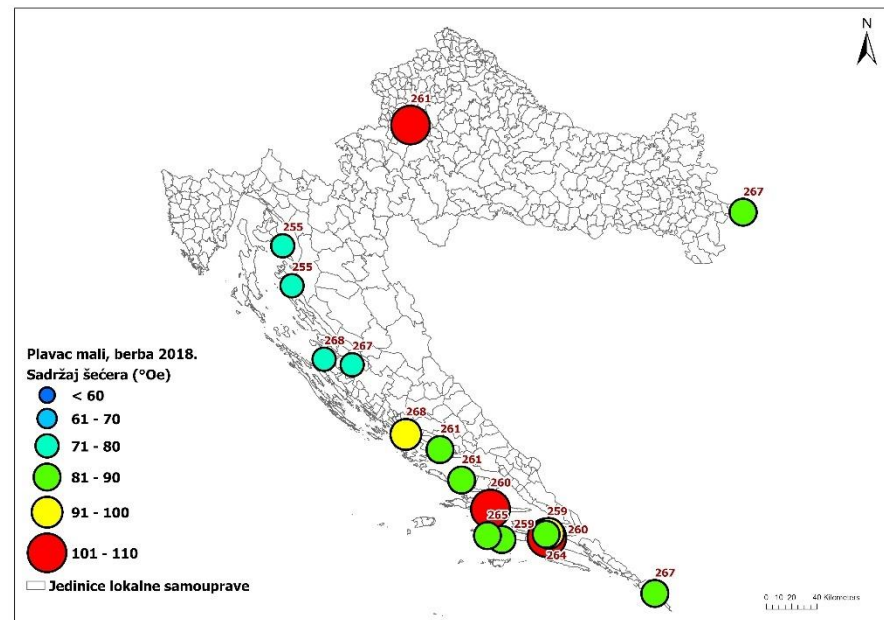 N
261
267
255
255
268
267
268
261
261
260
265
259
259
260
264
267
Plavac mali, berba 2018.
Sadržaj šećera (°Oe)
< 60
61 - 70
71 - 80
81 - 90
91 - 100
101 - 110
Jedinice lokalne samouprave
0 10 20 40 Kilometers